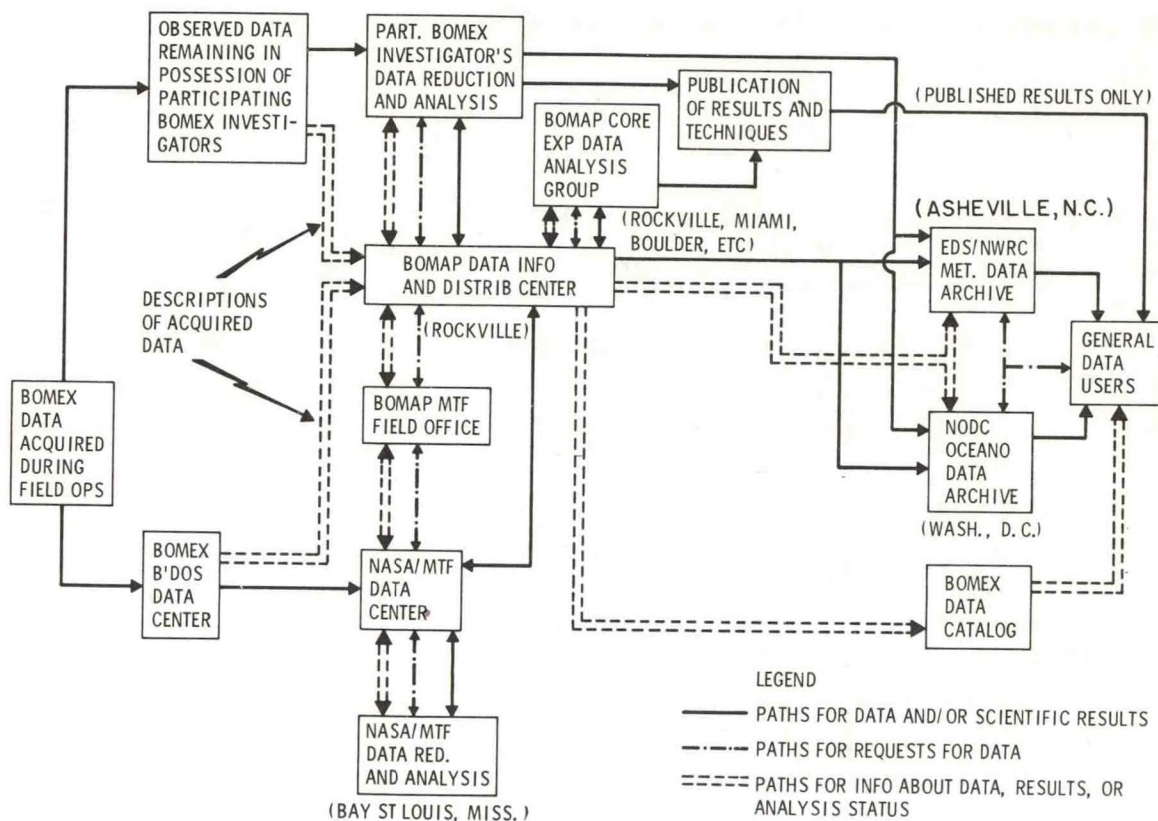 OBSERVED DATA
REMAINING IN
POSSESSION OF
PARTICIPATING
BOMEX INVESTI-
GATORS
PART. BOMEX
INVESTIGATOR'S
DATA REDUCTION
AND ANALYSIS
PUBLICATION
OF RESULTS AND
TECHNIQUES
(PUBLISHED RESULTS ONLY)
BOMAP CORE
EXP DATA
ANALYSIS
GROUP
(ROCKVILLE, MIAMI,
BOULDER, ETC)
(ASHEVILLE, N.C.)
EDS/NWRC
MET. DATA
ARCHIVE
BOMAP DATA INFO
AND DISTRIB CENTER
(ROCKVILLE)
DESCRIPTIONS
OF ACQUIRED
DATA
GENERAL
DATA
USERS
BOMEX
DATA
ACQUIRED
DURING
FIELD OPS
BOMAP MTF
FIELD OFFICE
NODC
OCEANO
DATA
ARCHIVE
(WASH., D.C.)
BOMEX
B'DOS
DATA
CENTER
NASA/MTF
DATA
CENTER
BOMEX
DATA
CATALOG
NASA/MTF
DATA RED.
AND ANALYSIS
(BAY ST LOUIS, MISS.)
LEGEND
PATHS FOR DATA AND/OR SCIENTIFIC RESULTS
PATHS FOR REQUESTS FOR DATA
PATHS FOR INFO ABOUT DATA, RESULTS, OR
ANALYSIS STATUS